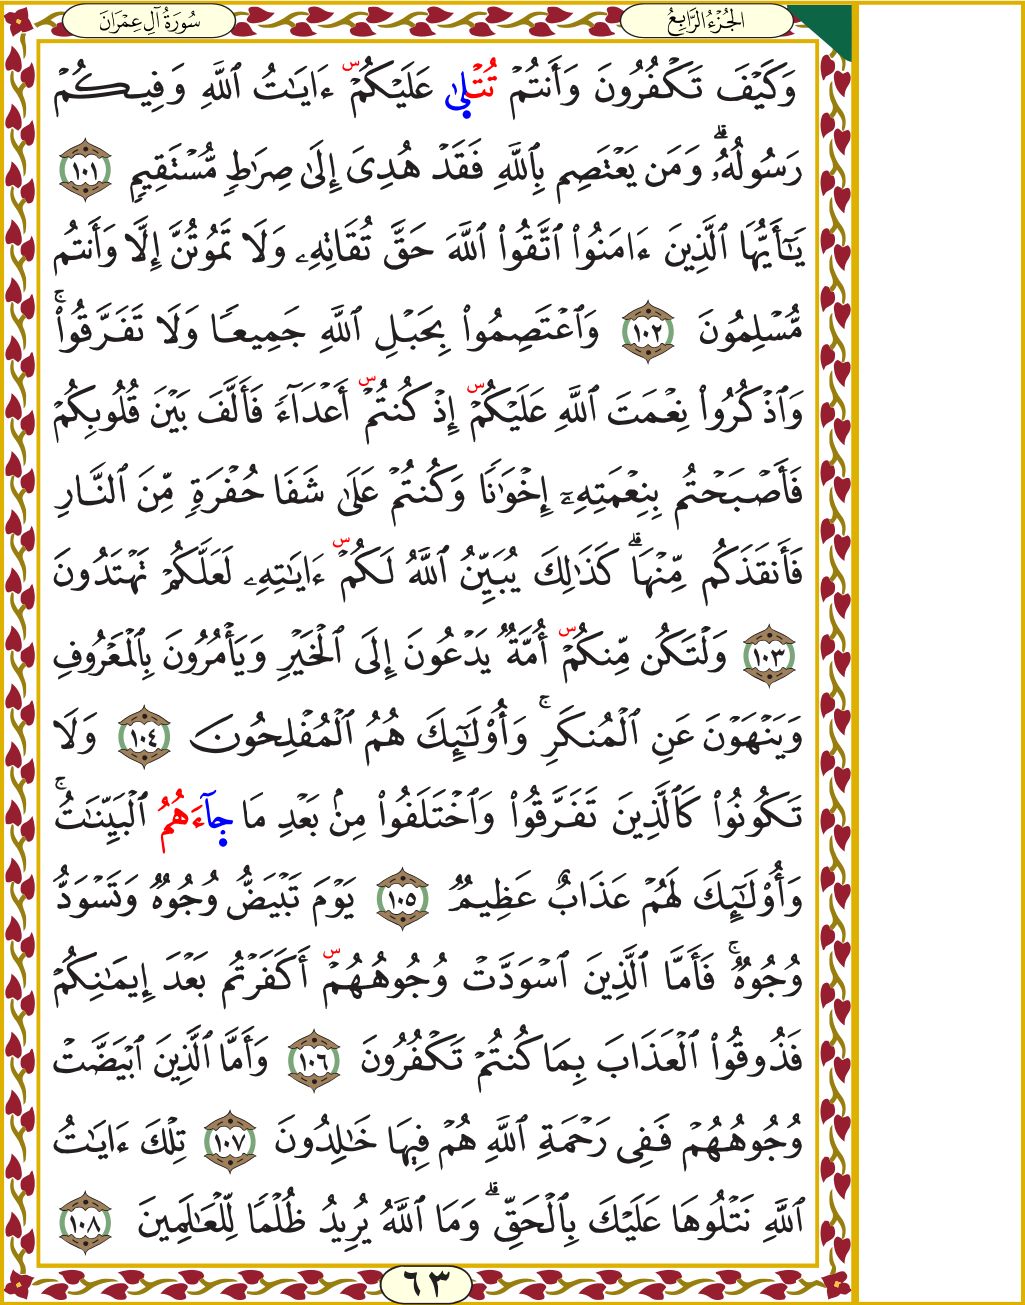 سُورَةُ آلِ عِمْرَان
الجُزْءُ الرَّابِعُ
وَكَيْفَ تَكْفُرُونَ وَأَنتُمْ تُتْلَىٰ عَلَيْكُمْ ءَايَٰتُ ٱللَّهِ وَفِيكُمْ
رَسُولُهُۥ ۗ وَمَن يَعْتَصِم بِٱللَّهِ فَقَدْ هُدِىَ إِلَىٰ صِرَٰطٍ مُّسْتَقِيمٍ ١٠١
يَٰٓأَيُّهَا ٱلَّذِينَ ءَامَنُوا۟ ٱتَّقُوا۟ ٱللَّهَ حَقَّ تُقَاتِهِۦ وَلَا تَمُوتُنَّ إِلَّا وَأَنتُم
مُّسْلِمُونَ ١٠٢ وَٱعْتَصِمُوا۟ بِحَبْلِ ٱللَّهِ جَمِيعًا وَلَا تَفَرَّقُوا۟ ۚ
وَٱذْكُرُوا۟ نِعْمَتَ ٱللَّهِ عَلَيْكُمْ إِذْ كُنتُمْ أَعْدَآءً فَأَلَّفَ بَيْنَ قُلُوبِكُمْ
فَأَصْبَحْتُم بِنِعْمَتِهِۦٓ إِخْوَٰنًا وَكُنتُمْ عَلَىٰ شَفَا حُفْرَةٍ مِّنَ ٱلنَّارِ
فَأَنقَذَكُم مِّنْهَا ۗ كَذَٰلِكَ يُبَيِّنُ ٱللَّهُ لَكُمْ ءَايَٰتِهِۦ لَعَلَّكُمْ تَهْتَدُونَ
١٠٣ وَلْتَكُن مِّنكُمْ أُمَّةٌ يَدْعُونَ إِلَى ٱلْخَيْرِ وَيَأْمُرُونَ بِٱلْمَعْرُوفِ
وَيَنْهَوْنَ عَنِ ٱلْمُنكَرِ ۚ وَأُو۟لَٰٓئِكَ هُمُ ٱلْمُفْلِحُونَ ١٠٤ وَلَا
تَكُونُوا۟ كَٱلَّذِينَ تَفَرَّقُوا۟ وَٱخْتَلَفُوا۟ مِنۢ بَعْدِ مَا جَآءَهُمُ ٱلْبَيِّنَٰتُ ۚ
وَأُو۟لَٰٓئِكَ لَهُمْ عَذَابٌ عَظِيمٌ ١٠٥ يَوْمَ تَبْيَضُّ وُجُوهٌ وَتَسْوَدُّ
وُجُوهٌ ۚ فَأَمَّا ٱلَّذِينَ ٱسْوَدَّتْ وُجُوهُهُمْ أَكَفَرْتُم بَعْدَ إِيمَٰنِكُمْ
فَذُوقُوا۟ ٱلْعَذَابَ بِمَا كُنتُمْ تَكْفُرُونَ ١٠٦ وَأَمَّا ٱلَّذِينَ ٱبْيَضَّتْ
وُجُوهُهُمْ فَفِى رَحْمَةِ ٱللَّهِ هُمْ فِيهَا خَٰلِدُونَ ١٠٧ تِلْكَ ءَايَٰتُ
ٱللَّهِ نَتْلُوهَا عَلَيْكَ بِٱلْحَقِّ ۗ وَمَا ٱللَّهُ يُرِيدُ ظُلْمًا لِّلْعَٰلَمِينَ ١٠٨
٦٣